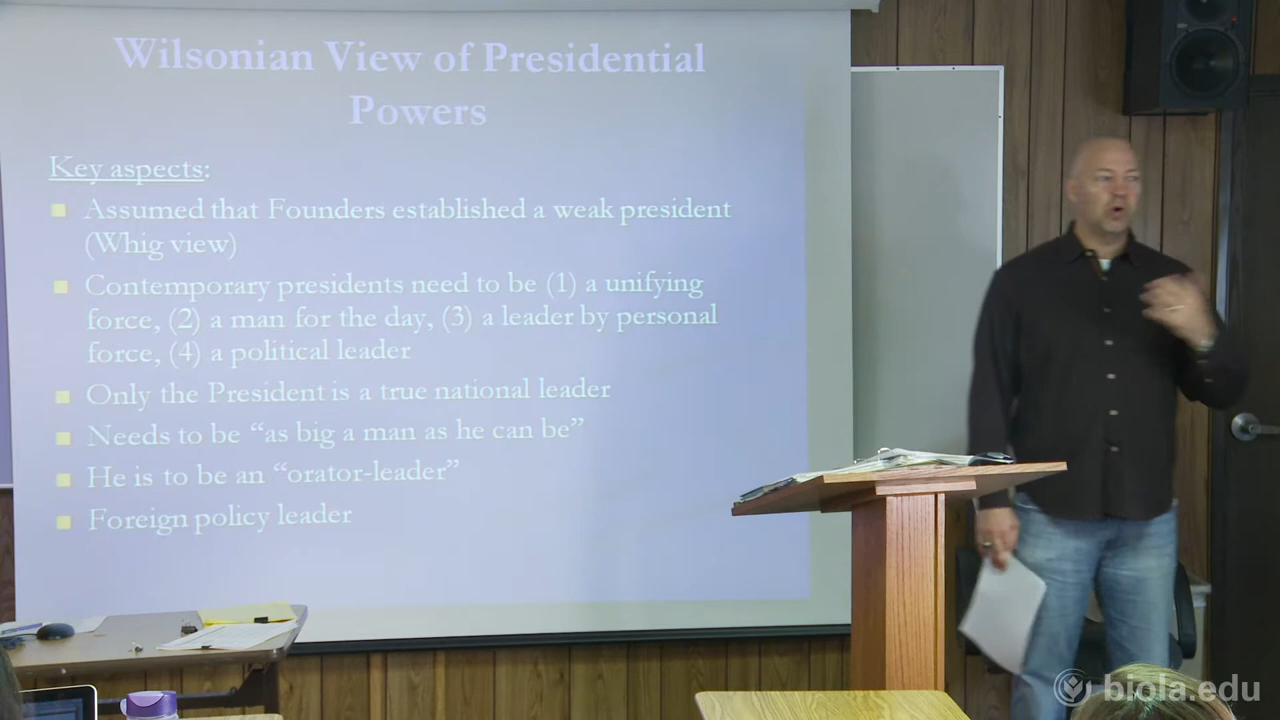 Wilsonian View of Presidential
Powers
Key aspects:
Assumed that Founders established a weak president
(Whig view)
Contemporary presidents need to be (1) a unifying
force, (2) a man for the day, (3) a leader by personal
force, (4) a political leader
Only the President is a true national leader
Needs to be “as big a man as he can be”
He is to be an “orator-leader”
Foreign policy leader
biola.edu